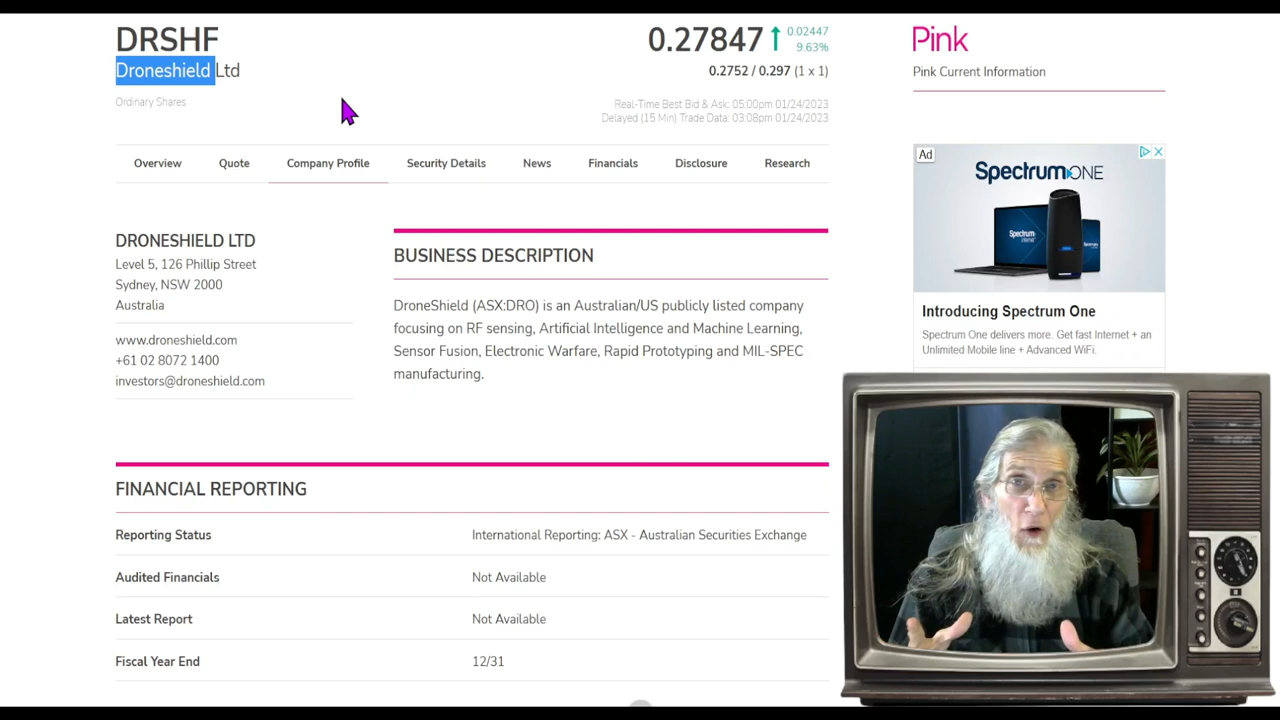 DRSHF
Droneshield Ltd
Ordinary Shares
0.27847 0.02447
9.63%
0.2752 / 0.297 (1 x 1)
Real-Time Best Bid & Ask: 05:00pm 01/24/2023
Delayed (15 Min) Trade Data: 03:08pm 01/24/2023
Pink
Pink Current Information
Overview Quote Company Profile Security Details News Financials Disclosure Research
Ad
Spectrum ONE
Spectrum internet
Introducing Spectrum One
Spectrum One delivers more. Get fast Internet + an
Unlimited Mobile line + Advanced WiFi.
DRONESHIELD LTD
Level 5, 126 Phillip Street
Sydney, NSW 2000
Australia
www.droneshield.com
+61 02 8072 1400
investors@droneshield.com
BUSINESS DESCRIPTION
DroneShield (ASX:DRO) is an Australian/US publicly listed company
focusing on RF sensing, Artificial Intelligence and Machine Learning,
Sensor Fusion, Electronic Warfare, Rapid Prototyping and MIL-SPEC
manufacturing.
FINANCIAL REPORTING
Reporting Status International Reporting: ASX - Australian Securities Exchange
Audited Financials Not Available
Latest Report Not Available
Fiscal Year End 12/31